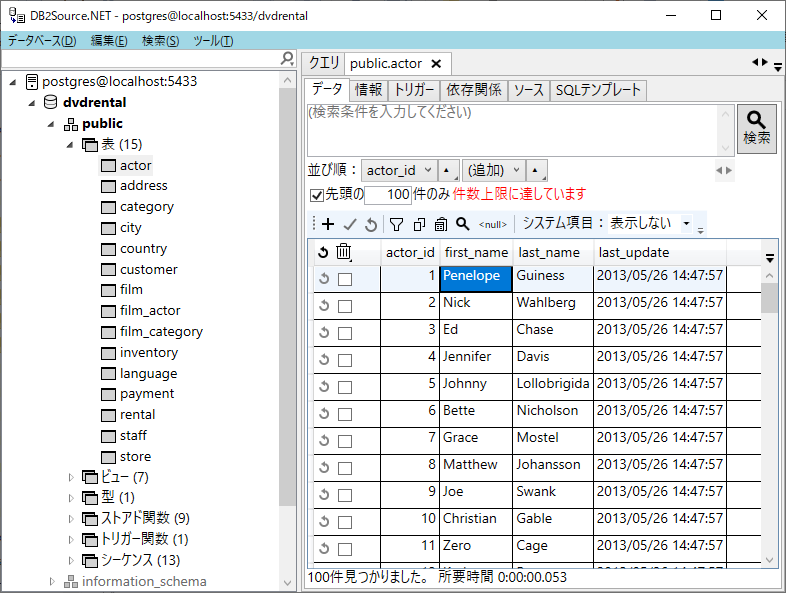 DB2Source.NET - postgres@localhost:5433/dvdrental
データベース(D) 編集(E) 検索(S) ツール(T)
postgres@localhost:5433
dvdrental
public
表 (15)
actor
address
category
city
country
customer
film
film_actor
film_category
inventory
language
payment
rental
staff
store
ビュー (7)
型 (1)
ストアド関数 (9)
トリガー関数 (1)
シーケンス (13)
information_schema
クエリ public.actor
データ 情報 トリガー 依存関係 ソース SQLテンプレート
(検索条件を入力してください)
検索
並び順： actor_id (追加)
先頭の 100 件のみ 件数上限に達しています
<null> システム項目： 表示しない
actor_id first_name last_name last_update
1 Penelope Guiness 2013/05/26 14:47:57
2 Nick Wahlberg 2013/05/26 14:47:57
3 Ed Chase 2013/05/26 14:47:57
4 Jennifer Davis 2013/05/26 14:47:57
5 Johnny Lollobrigida 2013/05/26 14:47:57
6 Bette Nicholson 2013/05/26 14:47:57
7 Grace Mostel 2013/05/26 14:47:57
8 Matthew Johansson 2013/05/26 14:47:57
9 Joe Swank 2013/05/26 14:47:57
10 Christian Gable 2013/05/26 14:47:57
11 Zero Cage 2013/05/26 14:47:57
100件見つかりました。 所要時間 0:00:00.053